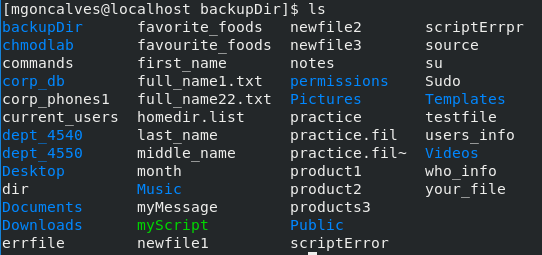 [mgoncalves@localhost backupDir]$ ls
backupDir favorite_foods newfile2 scriptErrpr
chmodlab favourite_foods newfile3 source
commands first_name notes su
corp_db full_name1.txt permissions Sudo
corp_phones1 full_name22.txt Pictures Templates
current_users homedir.list practice testfile
dept_4540 last_name practice.fil users_info
dept_4550 middle_name practice.fil~ Videos
Desktop month product1 who_info
dir Music product2 your_file
Documents myMessage products3
Downloads myScript Public
errfile newfile1 scriptError